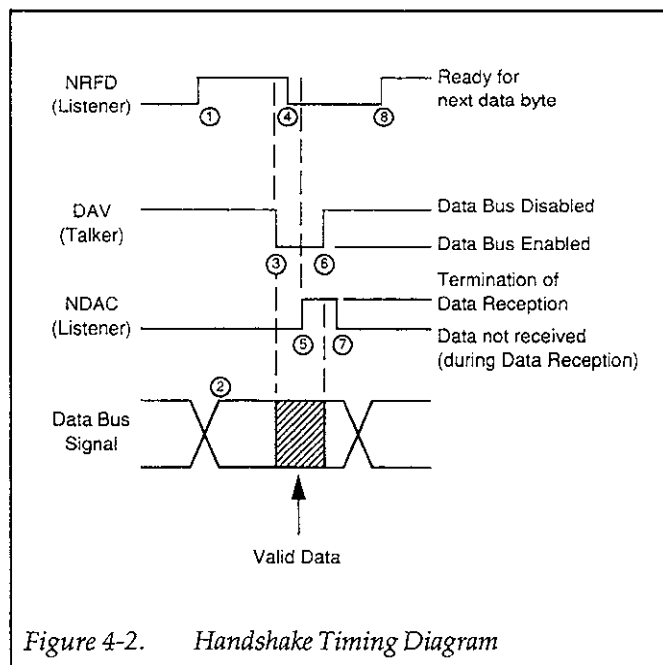 NRFD
(Listener)
①
④
⑧
Ready for
next data byte
DAV
(Talker)
③
⑥
Data Bus Disabled
Data Bus Enabled
NDAC
(Listener)
⑤
⑦
Termination of
Data Reception
Data not received
(during Data Reception)
②
Data Bus
Signal
Valid Data
Figure 4-2. Handshake Timing Diagram